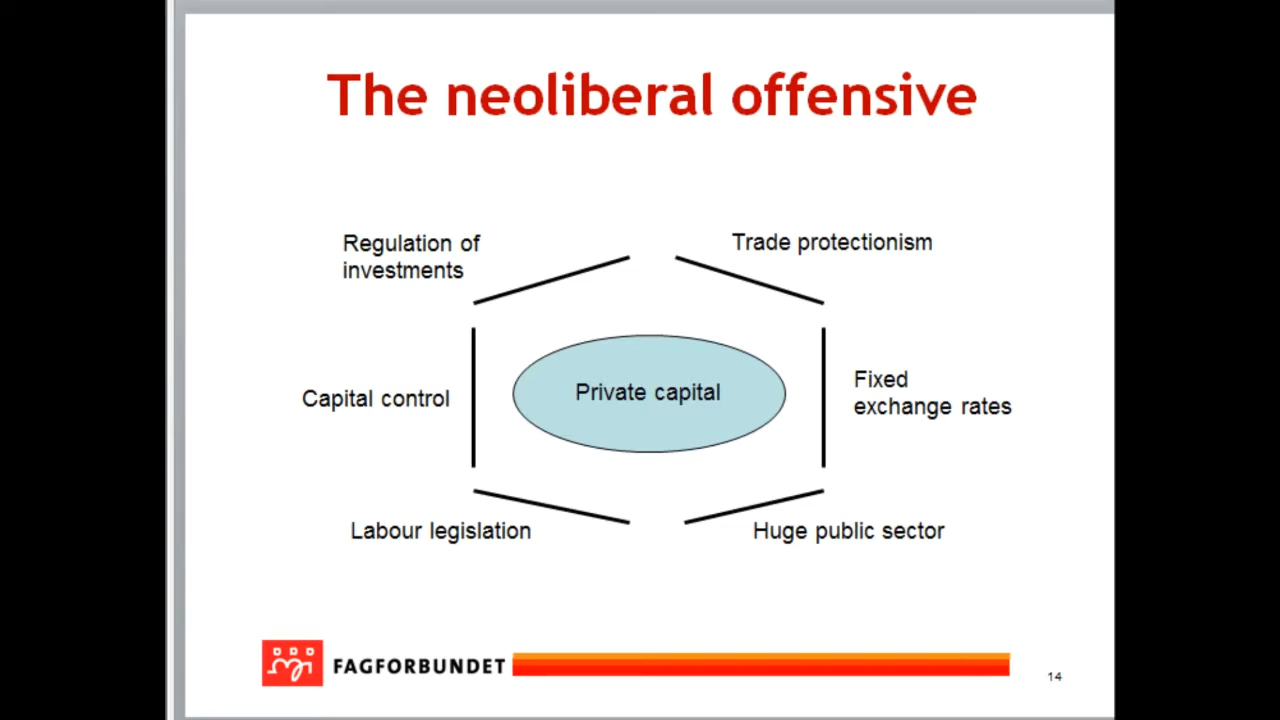 The neoliberal offensive
Regulation of
investments
Trade protectionism
Capital control
Private capital
Fixed
exchange rates
Labour legislation
Huge public sector
FAGFORBUNDET
14